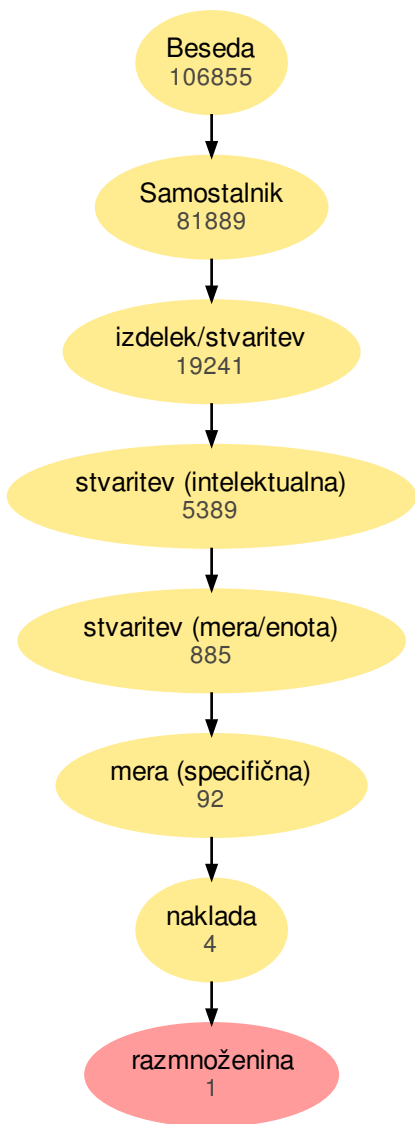 Beseda
106855
Samostalnik
81889
izdelek/stvaritev
19241
stvaritev (intelektualna)
5389
stvaritev (mera/enota)
885
mera (specifična)
92
naklada
4
razmnoženina
1